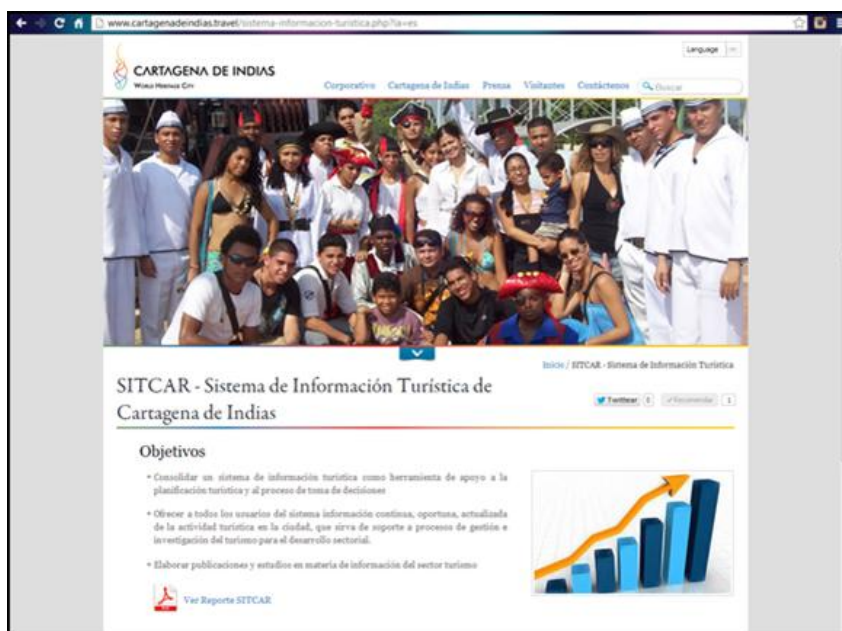 www.cartagenadeindias.travel/sistema-informacion-turistica.php?la=es
Language
CARTAGENA DE INDIAS
World Heritage City
Corporativo Cartagena de Indias Prensa Visitantes Contáctenos Buscar
Inicio / SITCAR - Sistema de Información Turística
SITCAR - Sistema de Información Turística de
Cartagena de Indias
Twittear 0 Recomendar 1
Objetivos
• Consolidar un sistema de información turística como herramienta de apoyo a la
planificación turística y al proceso de toma de decisiones
• Ofrecer a todos los usuarios del sistema información continua, oportuna, actualizada
de la actividad turística en la ciudad, que sirva de soporte a procesos de gestión e
investigación del turismo para el desarrollo sectorial.
• Elaborar publicaciones y estudios en materia de información del sector turismo
Ver Reporte SITCAR